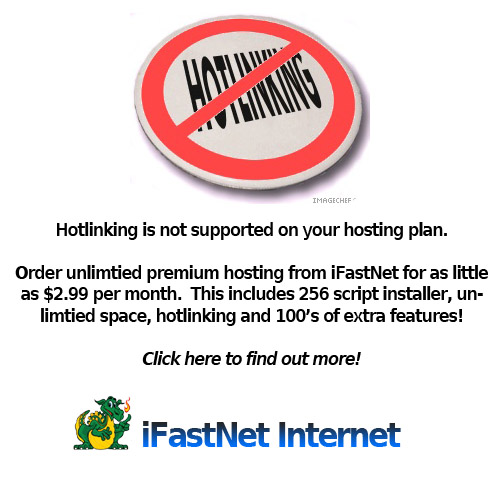 HOTLINKING
IMAGECHEF
Hotlinking is not supported on your hosting plan.
Order unlimtied premium hosting from iFastNet for as little
as $2.99 per month.  This includes 256 script installer, un-
limtied space, hotlinking and 100's of extra features!
Click here to find out more!
iFastNet Internet